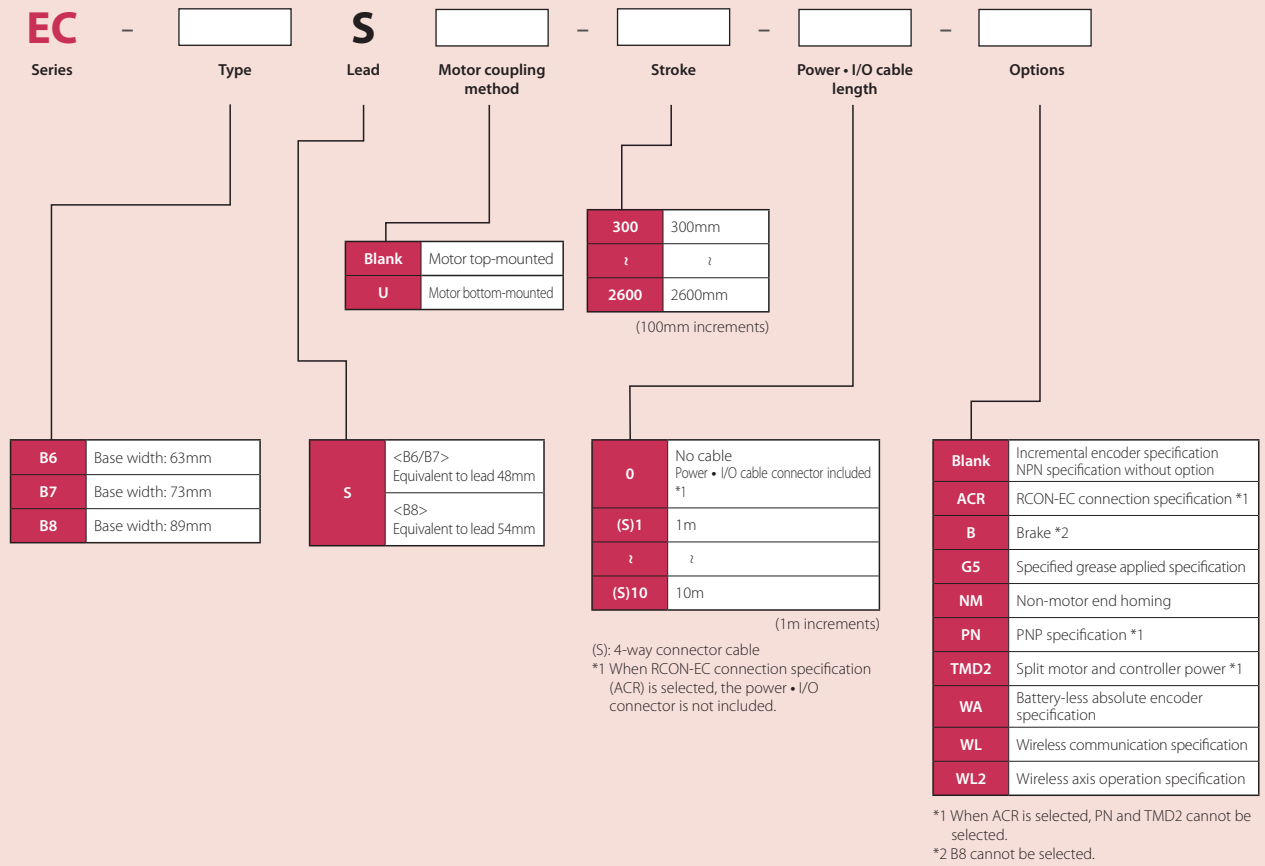 EC – S – – –
Series Type Lead Motor coupling Stroke Power • I/O cable Options
method length
300 300mm
≀ ≀
2600 2600mm
(100mm increments)
Blank Motor top-mounted
U Motor bottom-mounted
B6 Base width: 63mm
B7 Base width: 73mm
B8 Base width: 89mm
S
<B6/B7>
Equivalent to lead 48mm
<B8>
Equivalent to lead 54mm
0
No cable
Power • I/O cable connector included
*1
(S)1 1m
≀ ≀
(S)10 10m
(1m increments)
(S): 4-way connector cable
*1 When RCON-EC connection specification
(ACR) is selected, the power • I/O
connector is not included.
Blank
Incremental encoder specification
NPN specification without option
ACR RCON-EC connection specification *1
B Brake *2
G5 Specified grease applied specification
NM Non-motor end homing
PN PNP specification *1
TMD2 Split motor and controller power *1
WA
Battery-less absolute encoder
specification
WL Wireless communication specification
WL2 Wireless axis operation specification
*1 When ACR is selected, PN and TMD2 cannot be
selected.
*2 B8 cannot be selected.